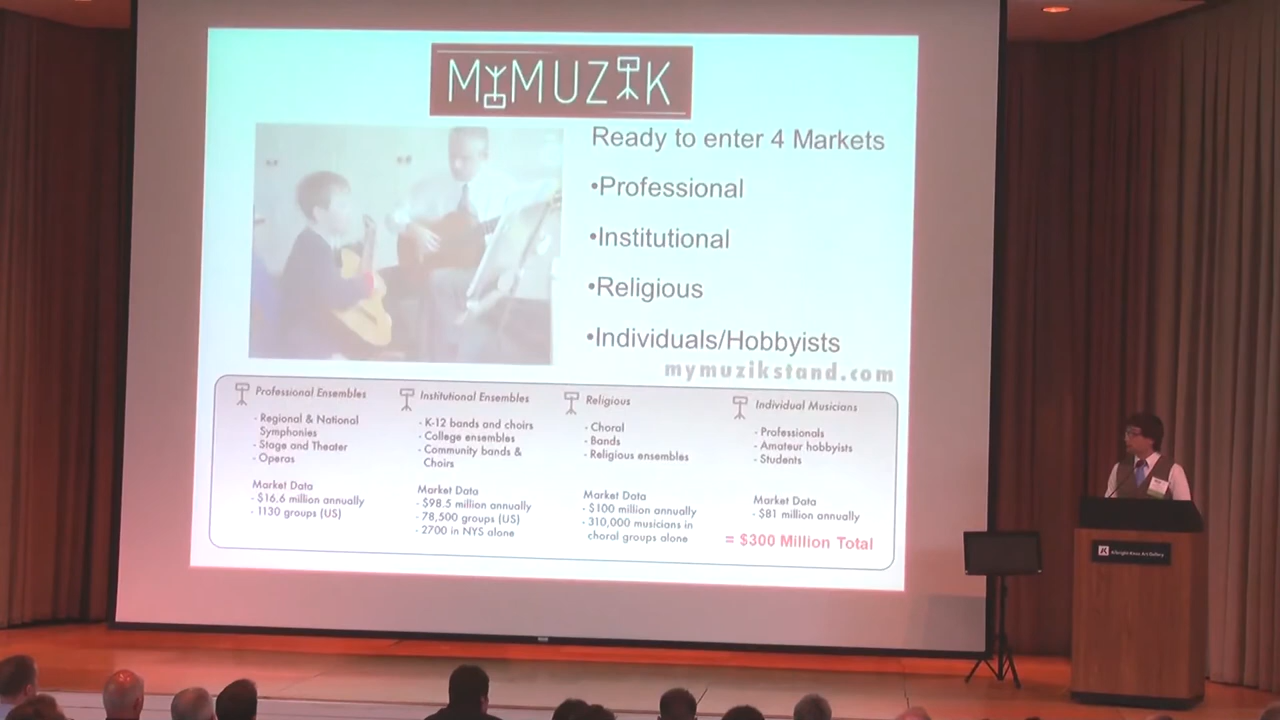 MYMUZIK
Ready to enter 4 Markets
•Professional
•Institutional
•Religious
•Individuals/Hobbyists
mymuzikstand.com
Professional Ensembles
- Regional & National
Symphonies
- Stage and Theater
- Operas
Market Data
- $16.6 million annually
- 1130 groups (US)
Institutional Ensembles
- K-12 bands and choirs
- College ensembles
- Community bands &
Choirs
Market Data
- $98.5 million annually
- 78,500 groups (US)
- 2700 in NYS alone
Religious
- Choral
- Bands
- Religious ensembles
Market Data
- $100 million annually
- 310,000 musicians in
choral groups alone
Individual Musicians
- Professionals
- Amateur hobbyists
- Students
Market Data
- $81 million annually
= $300 Million Total
Albright-Knox Art Gallery